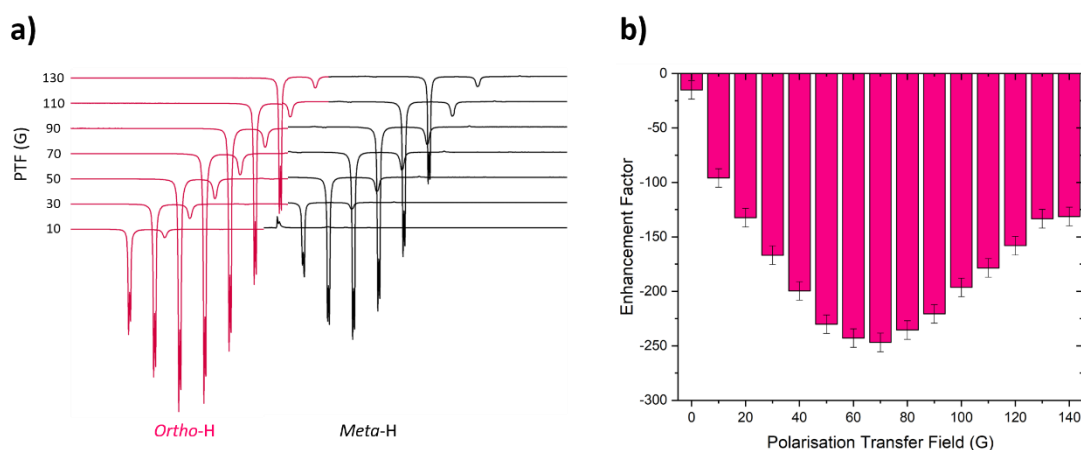 a)
130
110
90
70
50
30
10
PTF (G)
Ortho-H
Meta-H
b)
0
-50
-100
-150
-200
-250
-300
Enhancement Factor
0 20 40 60 80 100 120 140
Polarisation Transfer Field (G)